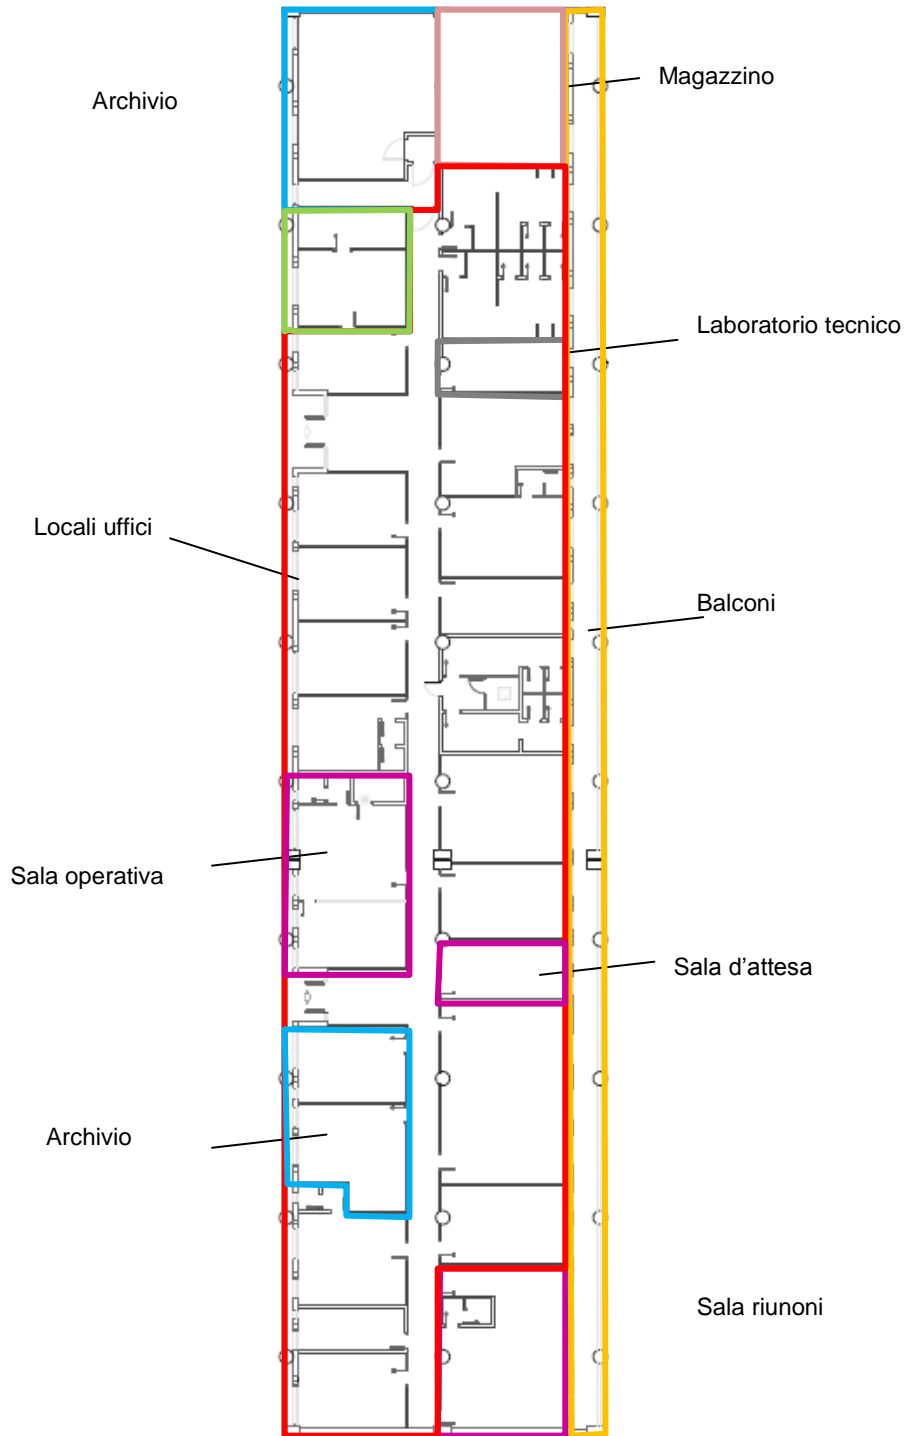 Magazzino
Archivio
Laboratorio tecnico
Locali uffici
Balconi
Sala operativa
Sala d’attesa
Archivio
Sala riunoni